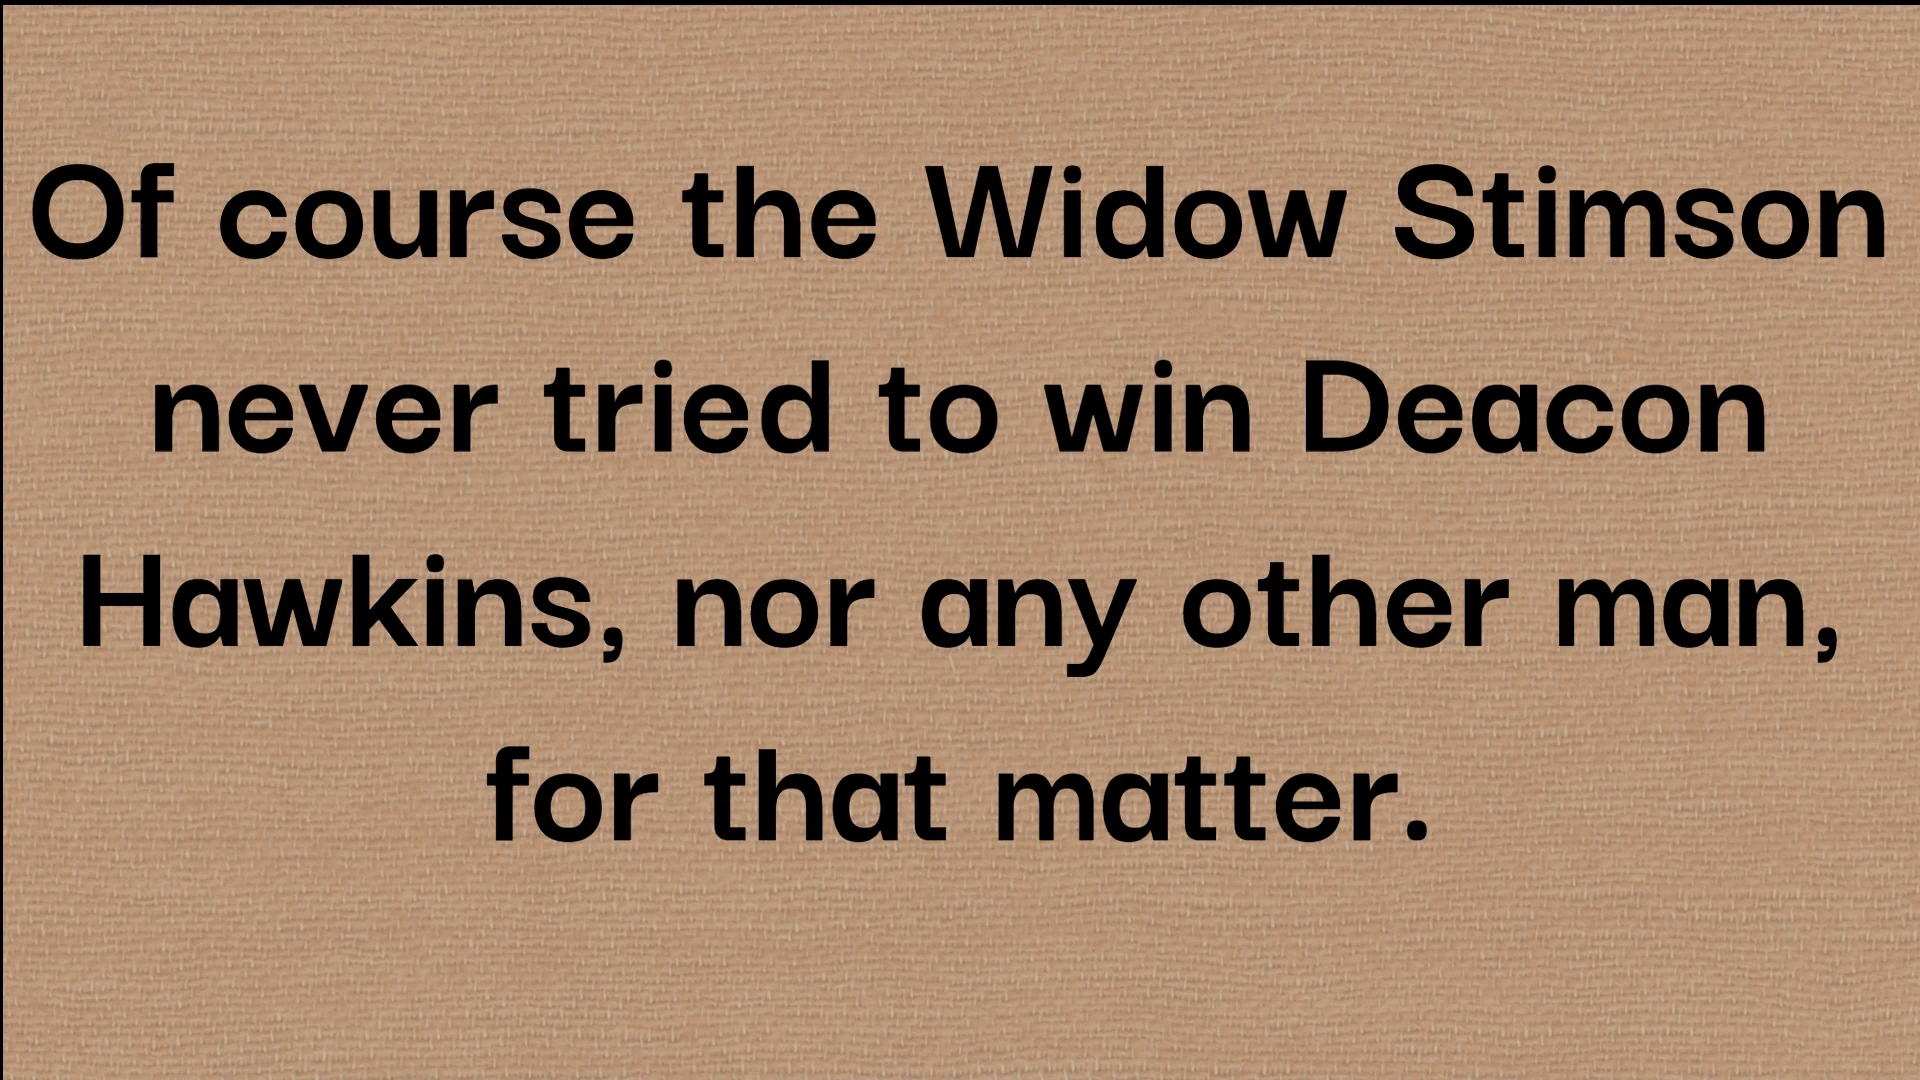 Of course the Widow Stimson
never tried to win Deacon
Hawkins, nor any other man,
for that matter.